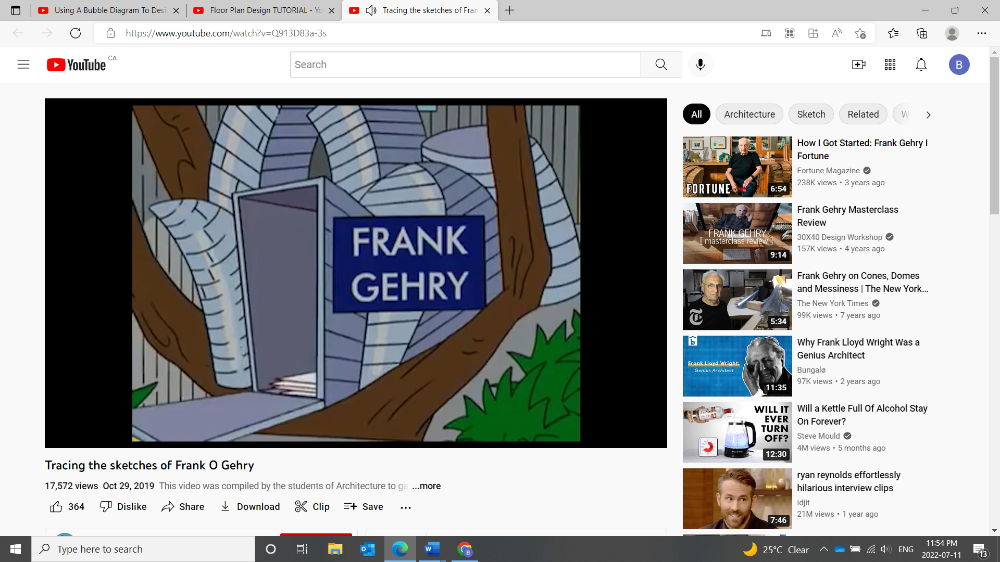 Using A Bubble Diagram To Desi
Floor Plan Design TUTORIAL - Yo
Tracing the sketches of Fran
https://www.youtube.com/watch?v=Q913D83a-3s
YouTube CA
Search
B
FRANK
GEHRY
All
Architecture
Sketch
Related
W
How I Got Started: Frank Gehry I
Fortune
Fortune Magazine
238K views • 3 years ago
FORTUNE
6:54
Frank Gehry Masterclass
Review
30X40 Design Workshop
157K views • 4 years ago
FRANK GEHRY
[ masterclass review ]
9:14
Frank Gehry on Cones, Domes
and Messiness | The New York...
The New York Times
99K views • 7 years ago
T
5:34
Why Frank Lloyd Wright Was a
Genius Architect
Bungalø
97K views • 2 years ago
Frank Lloyd Wright:
Genius Architect
11:35
Will a Kettle Full Of Alcohol Stay
On Forever?
Steve Mould
4M views • 5 months ago
WILL IT
EVER
TURN
OFF?
12:30
ryan reynolds effortlessly
hilarious interview clips
idjit
21M views • 1 year ago
7:46
Tracing the sketches of Frank O Gehry
17,572 views Oct 29, 2019 This video was compiled by the students of Architecture to ga ...more
364
Dislike
Share
Download
Clip
Save
Type here to search
25°C Clear
ENG
11:54 PM
2022-07-11
13